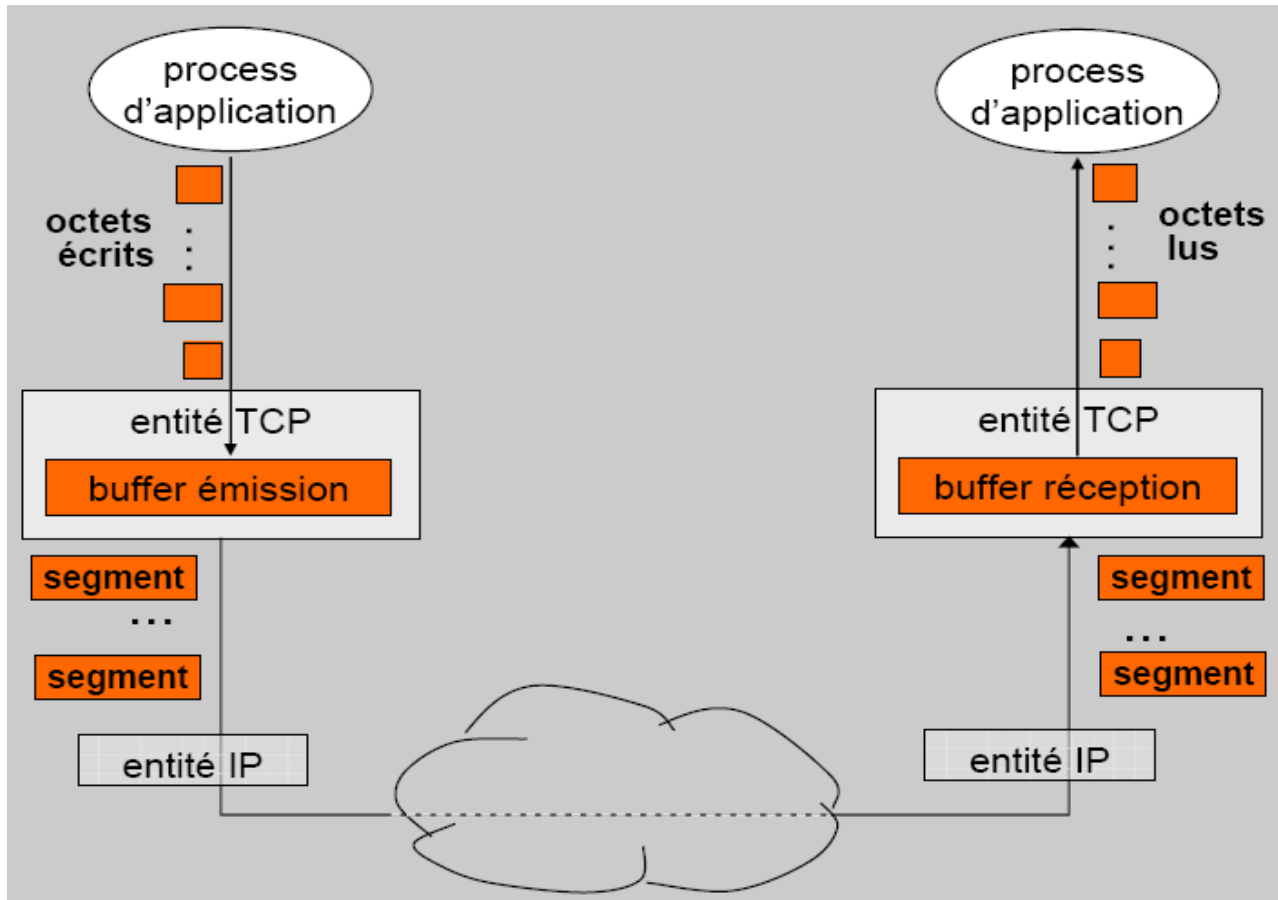 process
d'application
process
d'application
octets
écrits
octets
lus
entité TCP
buffer émission
entité TCP
buffer réception
segment
...
segment
segment
...
segment
entité IP
entité IP